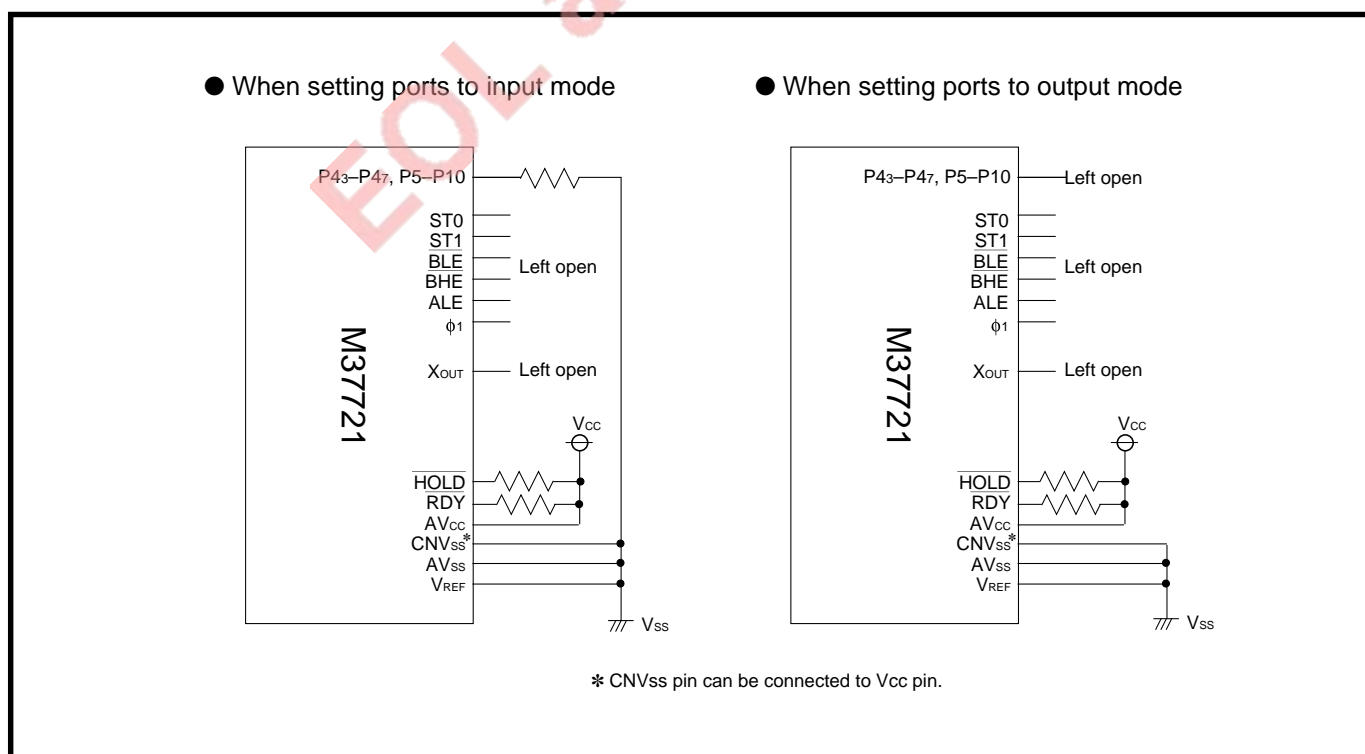 EOL a
● When setting ports to input mode
P43–P47, P5–P10
ST0
ST1
BLE
BHE
Left open
ALE
ϕ1
M37721
XOUT
Left open
VCC
HOLD
RDY
AVCC
CNVSS*
AVSS
VREF
VSS
● When setting ports to output mode
P43–P47, P5–P10
Left open
ST0
ST1
BLE
BHE
Left open
ALE
ϕ1
M37721
XOUT
Left open
VCC
HOLD
RDY
AVCC
CNVSS*
AVSS
VREF
VSS
✽ CNVss pin can be connected to Vcc pin.